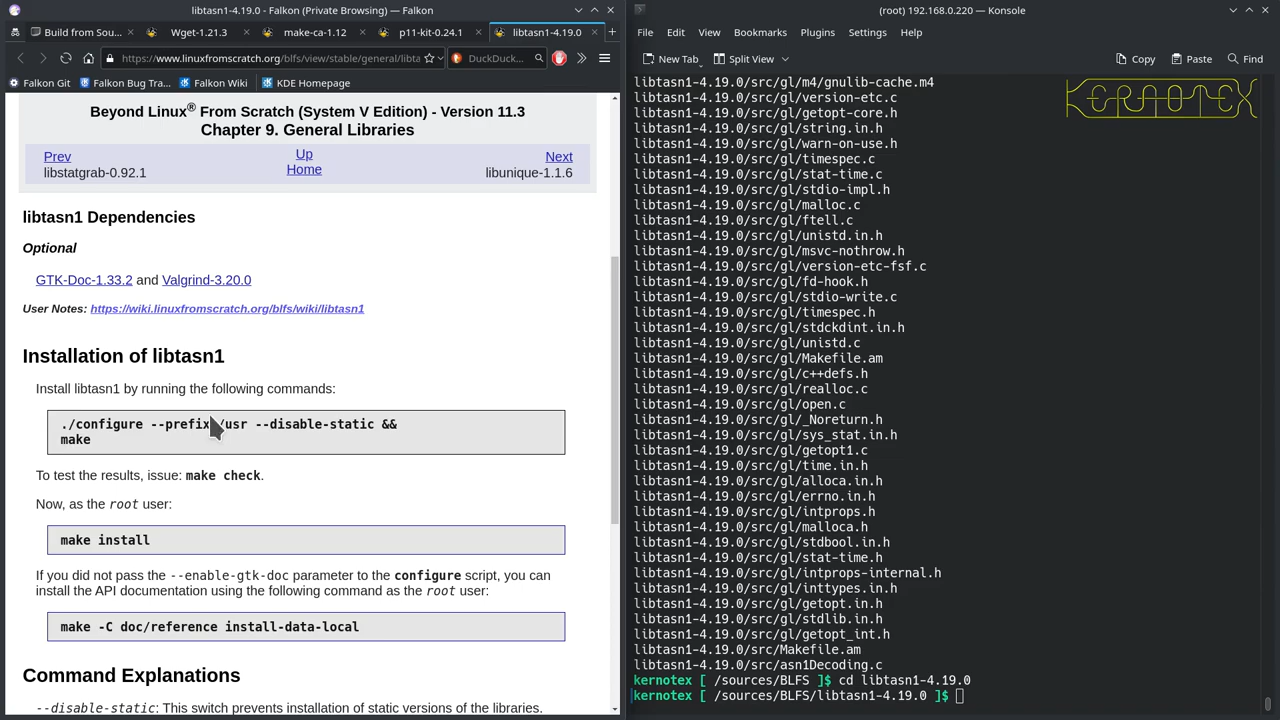 libtasn1-4.19.0 - Falkon (Private Browsing) — Falkon
Build from Sou...
Wget-1.21.3
make-ca-1.12
p11-kit-0.24.1
libtasn1-4.19.0
https://www.linuxfromscratch.org/blfs/view/stable/general/libta
DuckDuck...
Falkon Git
Falkon Bug Tra...
Falkon Wiki
KDE Homepage
Beyond Linux® From Scratch (System V Edition) - Version 11.3
Chapter 9. General Libraries
Prev
Up
Next
libstatgrab-0.92.1
Home
libunique-1.1.6
libtasn1 Dependencies
Optional
GTK-Doc-1.33.2 and Valgrind-3.20.0
User Notes: https://wiki.linuxfromscratch.org/blfs/wiki/libtasn1
Installation of libtasn1
Install libtasn1 by running the following commands:
./configure --prefix=/usr --disable-static &&
make
To test the results, issue: make check.
Now, as the root user:
make install
If you did not pass the --enable-gtk-doc parameter to the configure script, you can
install the API documentation using the following command as the root user:
make -C doc/reference install-data-local
Command Explanations
--disable-static: This switch prevents installation of static versions of the libraries.
(root) 192.168.0.220 — Konsole
File Edit View Bookmarks Plugins Settings Help
New Tab
Split View
Copy
Paste
Find
KERNOTEX
libtasn1-4.19.0/src/gl/m4/gnulib-cache.m4
libtasn1-4.19.0/src/gl/version-etc.c
libtasn1-4.19.0/src/gl/getopt-core.h
libtasn1-4.19.0/src/gl/string.in.h
libtasn1-4.19.0/src/gl/warn-on-use.h
libtasn1-4.19.0/src/gl/timespec.c
libtasn1-4.19.0/src/gl/stat-time.c
libtasn1-4.19.0/src/gl/stdio-impl.h
libtasn1-4.19.0/src/gl/malloc.c
libtasn1-4.19.0/src/gl/ftell.c
libtasn1-4.19.0/src/gl/unistd.in.h
libtasn1-4.19.0/src/gl/msvc-nothrow.h
libtasn1-4.19.0/src/gl/version-etc-fsf.c
libtasn1-4.19.0/src/gl/fd-hook.h
libtasn1-4.19.0/src/gl/stdio-write.c
libtasn1-4.19.0/src/gl/timespec.h
libtasn1-4.19.0/src/gl/stdckdint.in.h
libtasn1-4.19.0/src/gl/unistd.c
libtasn1-4.19.0/src/gl/Makefile.am
libtasn1-4.19.0/src/gl/c++defs.h
libtasn1-4.19.0/src/gl/realloc.c
libtasn1-4.19.0/src/gl/open.c
libtasn1-4.19.0/src/gl/_Noreturn.h
libtasn1-4.19.0/src/gl/sys_stat.in.h
libtasn1-4.19.0/src/gl/getopt1.c
libtasn1-4.19.0/src/gl/time.in.h
libtasn1-4.19.0/src/gl/alloca.in.h
libtasn1-4.19.0/src/gl/errno.in.h
libtasn1-4.19.0/src/gl/intprops.h
libtasn1-4.19.0/src/gl/malloca.h
libtasn1-4.19.0/src/gl/stdbool.in.h
libtasn1-4.19.0/src/gl/stat-time.h
libtasn1-4.19.0/src/gl/intprops-internal.h
libtasn1-4.19.0/src/gl/inttypes.in.h
libtasn1-4.19.0/src/gl/getopt.in.h
libtasn1-4.19.0/src/gl/stdlib.in.h
libtasn1-4.19.0/src/gl/getopt_int.h
libtasn1-4.19.0/src/Makefile.am
libtasn1-4.19.0/src/asn1Decoding.c
kernotex [ /sources/BLFS ]$ cd libtasn1-4.19.0
kernotex [ /sources/BLFS/libtasn1-4.19.0 ]$